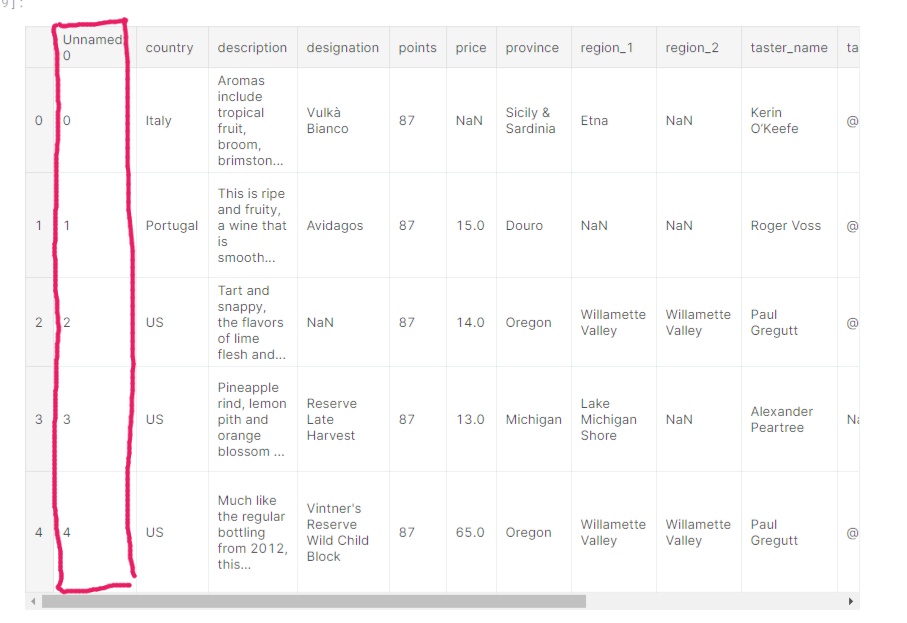 9]:
Unnamed: 0 country description designation points price province region_1 region_2 taster_name ta
0 0 Italy Aromas include tropical fruit, broom, brimston... Vulkà Bianco 87 NaN Sicily & Sardinia Etna NaN Kerin O'Keefe @
1 1 Portugal This is ripe and fruity, a wine that is smooth... Avidagos 87 15.0 Douro NaN NaN Roger Voss @
2 2 US Tart and snappy, the flavors of lime flesh and... NaN 87 14.0 Oregon Willamette Valley Willamette Valley Paul Gregutt @
3 3 US Pineapple rind, lemon pith and orange blossom ... Reserve Late Harvest 87 13.0 Michigan Lake Michigan Shore NaN Alexander Peartree Na
4 4 US Much like the regular bottling from 2012, this... Vintner's Reserve Wild Child Block 87 65.0 Oregon Willamette Valley Willamette Valley Paul Gregutt @